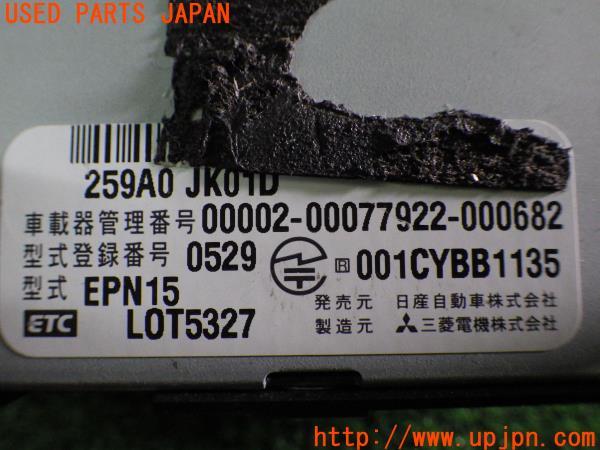 USED PARTS JAPAN
259A0 JK01D
車載器管理番号 00002-00077922-000682
型式登録番号 0529 R 001CYBB1135
型式 EPN15
発売元 日産自動車株式会社
ETC LOT5327
製造元 三菱電機株式会社
(C) https://www.upjpn.com